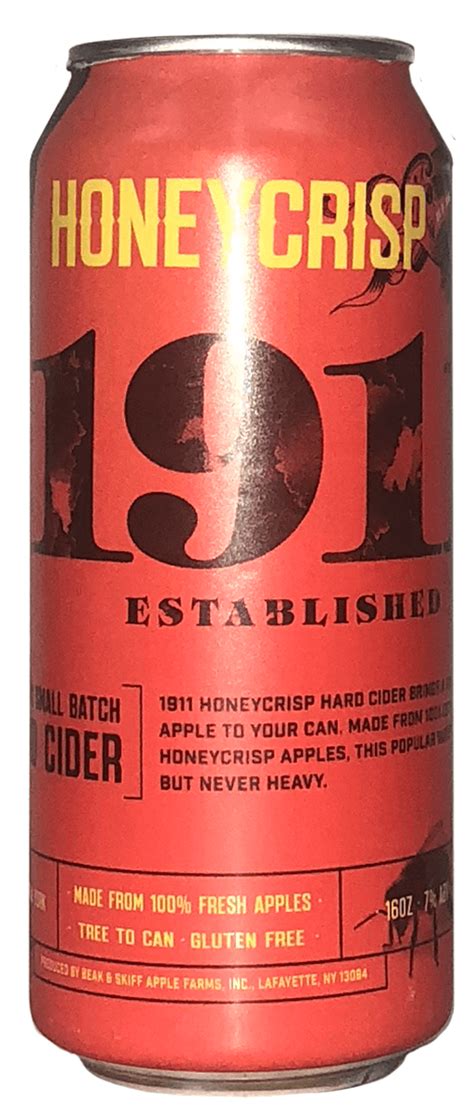 HONEYCRISP
191
ESTABLISHED
SMALL BATCH
CIDER
1911 HONEYCRISP HARD CIDER BRINGS A
APPLE TO YOUR CAN. MADE FROM
HONEYCRISP APPLES, THIS POPULAR
BUT NEVER HEAVY.
· MADE FROM 100% FRESH APPLES ·
· TREE TO CAN · GLUTEN FREE ·
· 16OZ · 7% ABV
PRODUCED BY BEAK & SKIFF APPLE FARMS, INC., LAFAYETTE, NY 13084